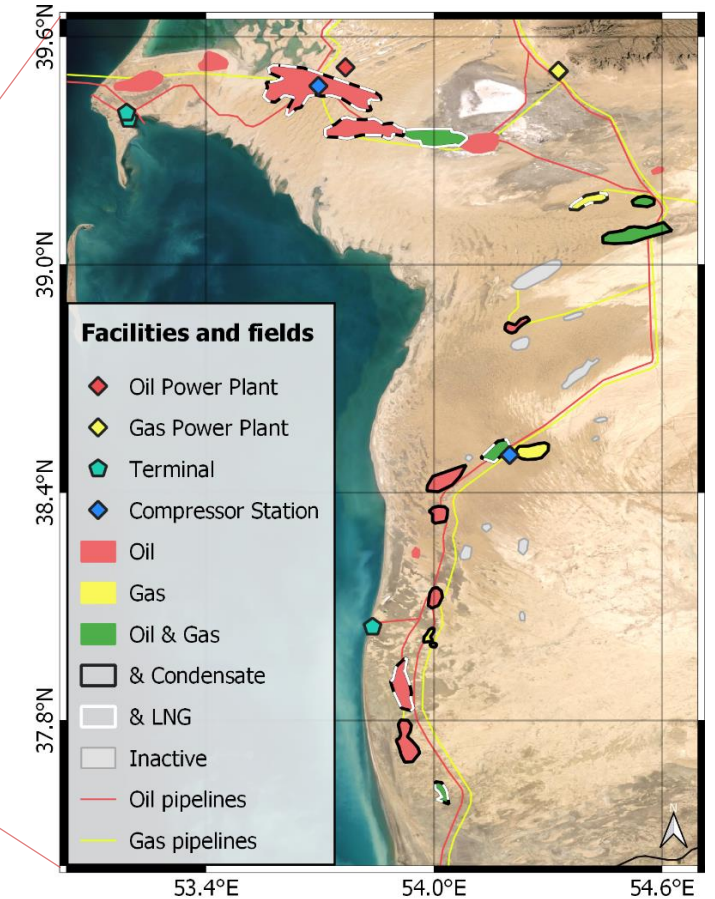 39.6°N
39.0°N
38.4°N
37.8°N
Facilities and fields
Oil Power Plant
Gas Power Plant
Terminal
Compressor Station
Oil
Gas
Oil & Gas
& Condensate
& LNG
Inactive
Oil pipelines
Gas pipelines
N
53.4°E
54.0°E
54.6°E